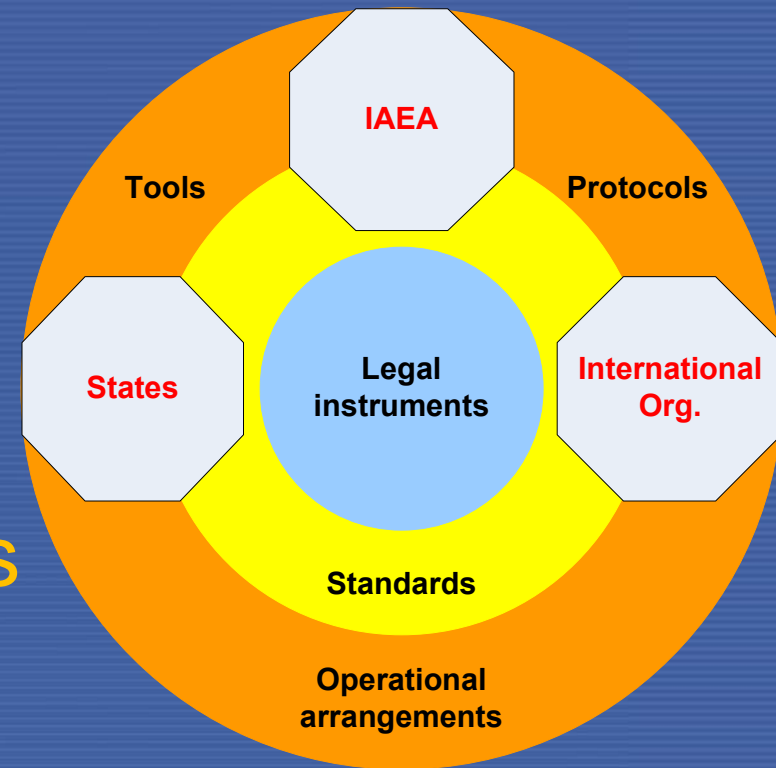 IAEA
Tools
Protocols
States
Legal
instruments
International
Org.
s
Standards
Operational
arrangements